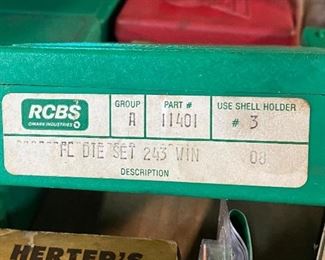 RCBS
OMARK INDUSTRIES
GROUP
A
PART #
11401
USE SHELL HOLDER
# 3
FL DIE SET 243 WIN
08
DESCRIPTION
HERTER'S